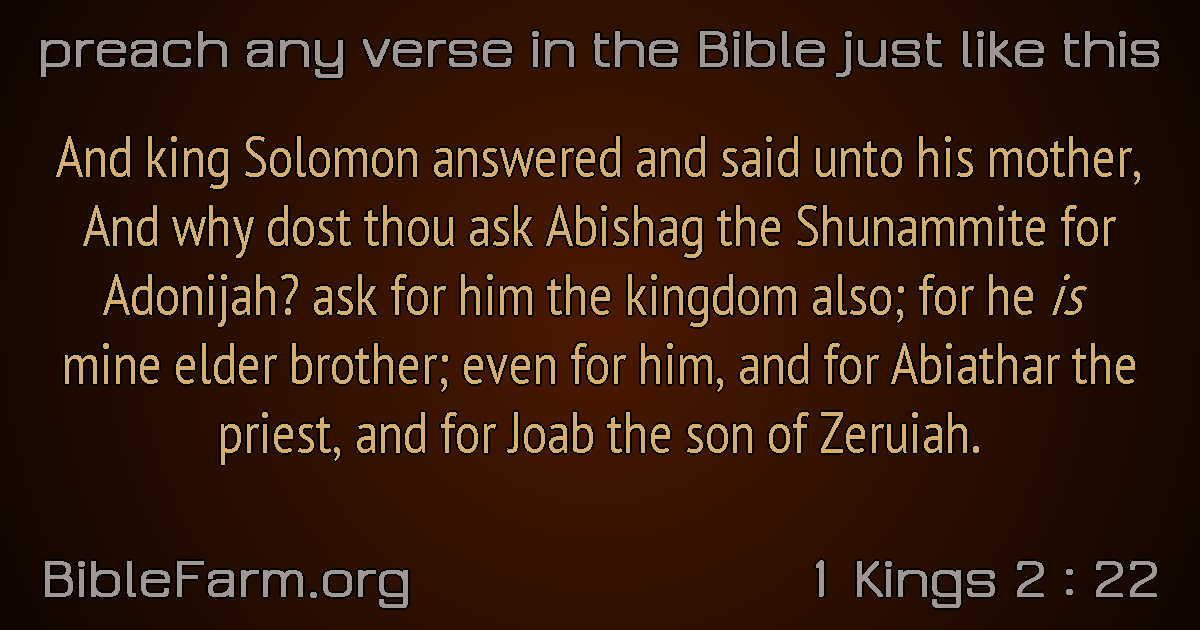 preach any verse in the Bible just like this
And king Solomon answered and said unto his mother,
And why dost thou ask Abishag the Shunammite for
Adonijah? ask for him the kingdom also; for he is
mine elder brother; even for him, and for Abiathar the
priest, and for Joab the son of Zeruiah.
BibleFarm.org
1 Kings 2 : 22